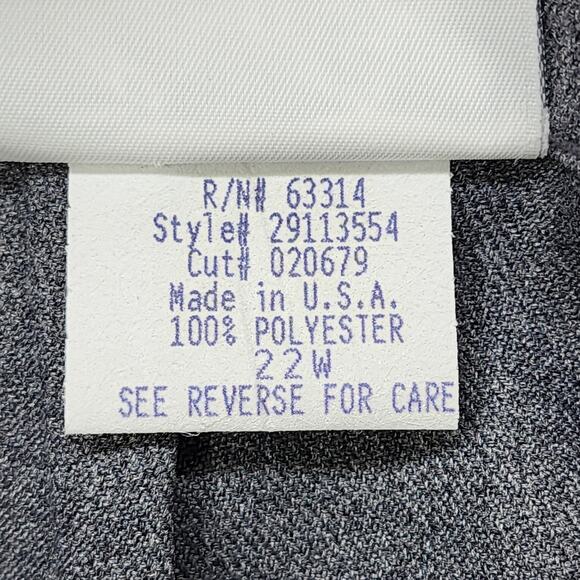 R/N# 63314
Style# 29113554
Cut# 020679
Made in U.S.A.
100% POLYESTER
22W
SEE REVERSE FOR CARE